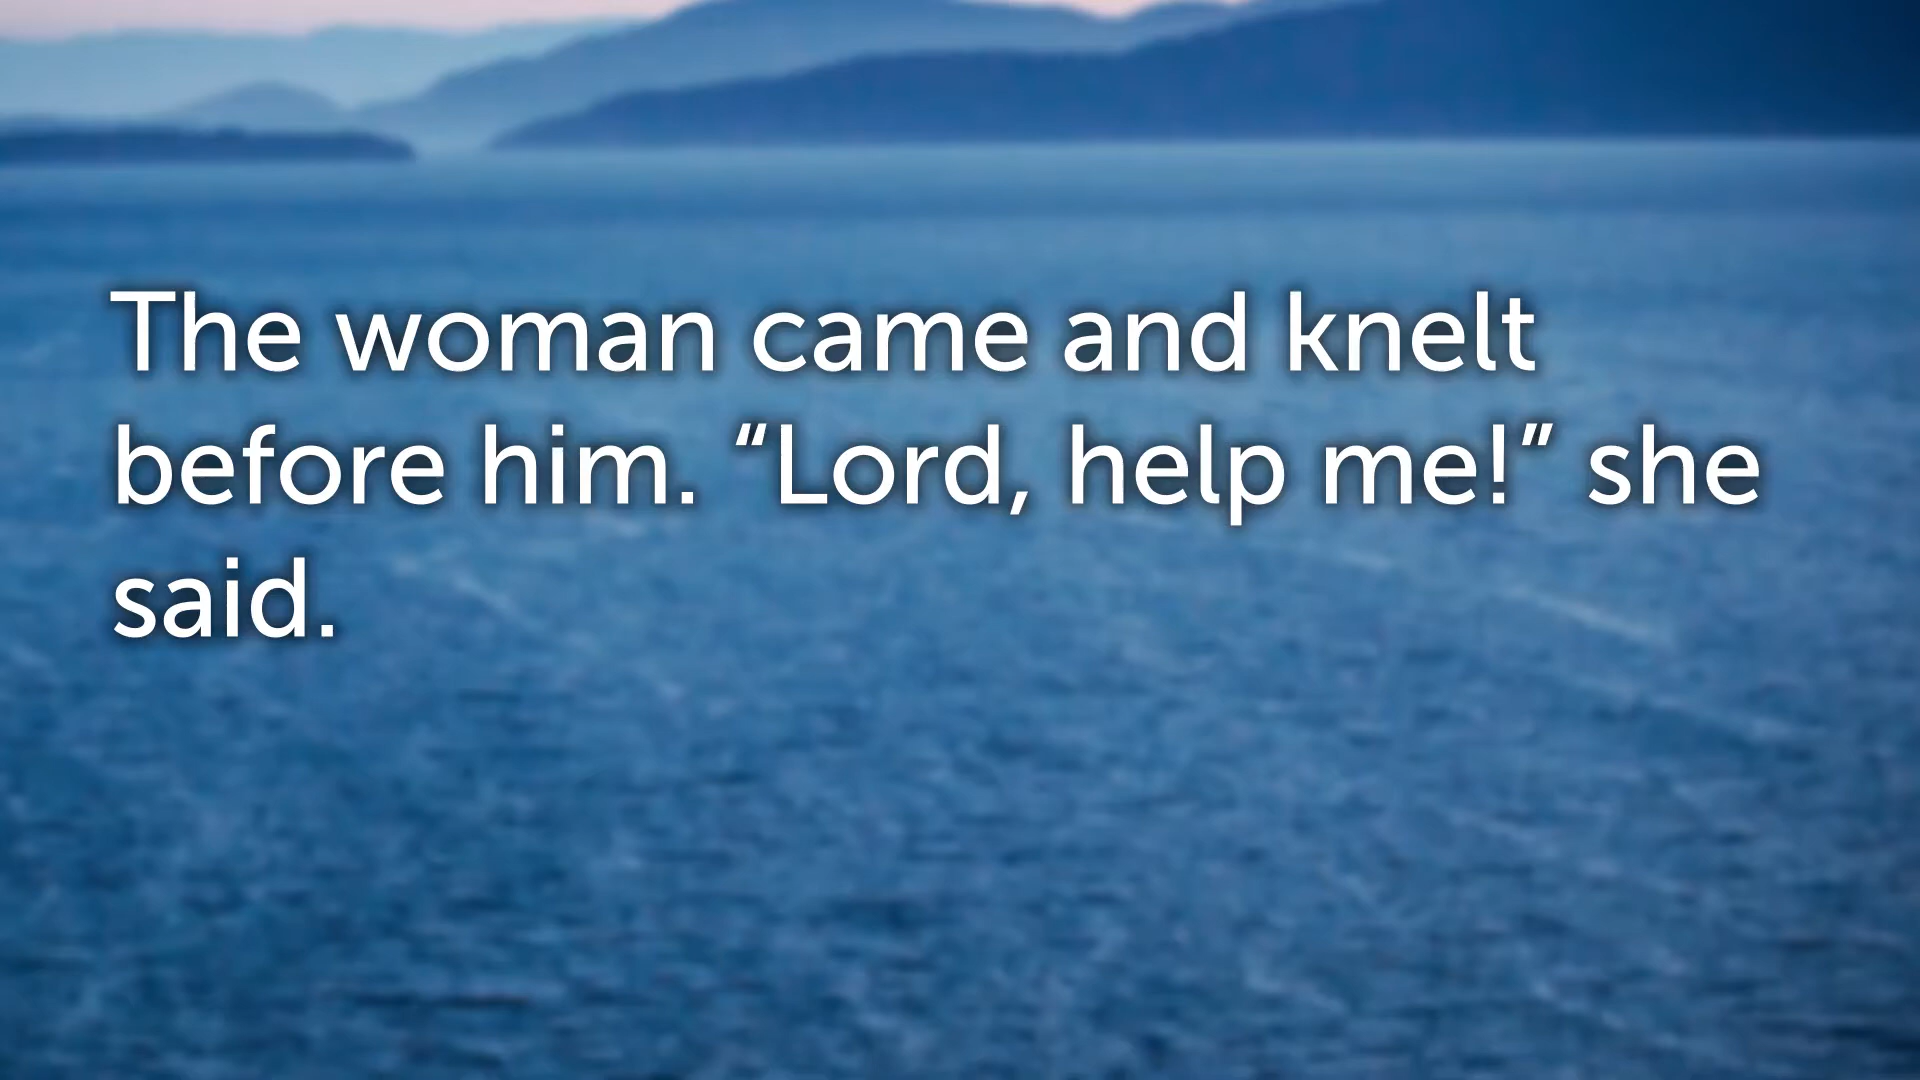 The woman came and knelt
before him. “Lord, help me!” she
said.